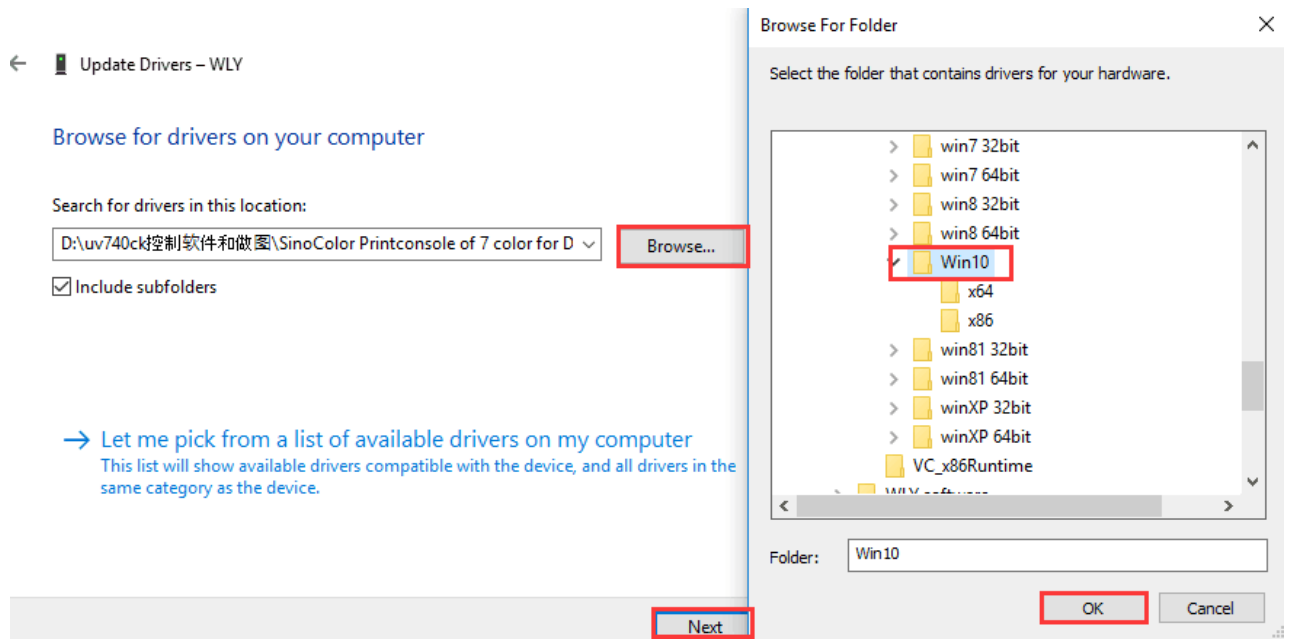 Update Drivers – WLY
Browse for drivers on your computer
Search for drivers in this location:
D:\uv740ck控制软件和做图\SinoColor Printconsole of 7 color for D
Browse...
Include subfolders
Let me pick from a list of available drivers on my computer
This list will show available drivers compatible with the device, and all drivers in the
same category as the device.
Next
Browse For Folder
Select the folder that contains drivers for your hardware.
win7 32bit
win7 64bit
win8 32bit
win8 64bit
Win10
x64
x86
win81 32bit
win81 64bit
winXP 32bit
winXP 64bit
VC_x86Runtime
WLY software
Folder:
Win10
OK
Cancel